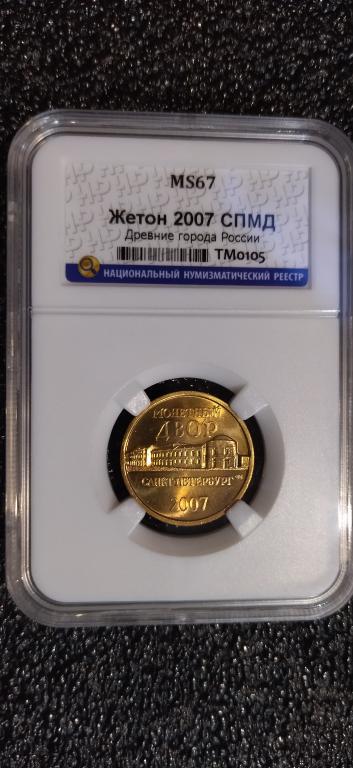 MS67
Жетон 2007 СПМД
Древние города России
TM0105
НАЦИОНАЛЬНЫЙ НУМИЗМАТИЧЕСКИЙ РЕЕСТР
МОНЕТНЫЙ
ДВОР
САНКТ-ПЕТЕРБУРГ
2007